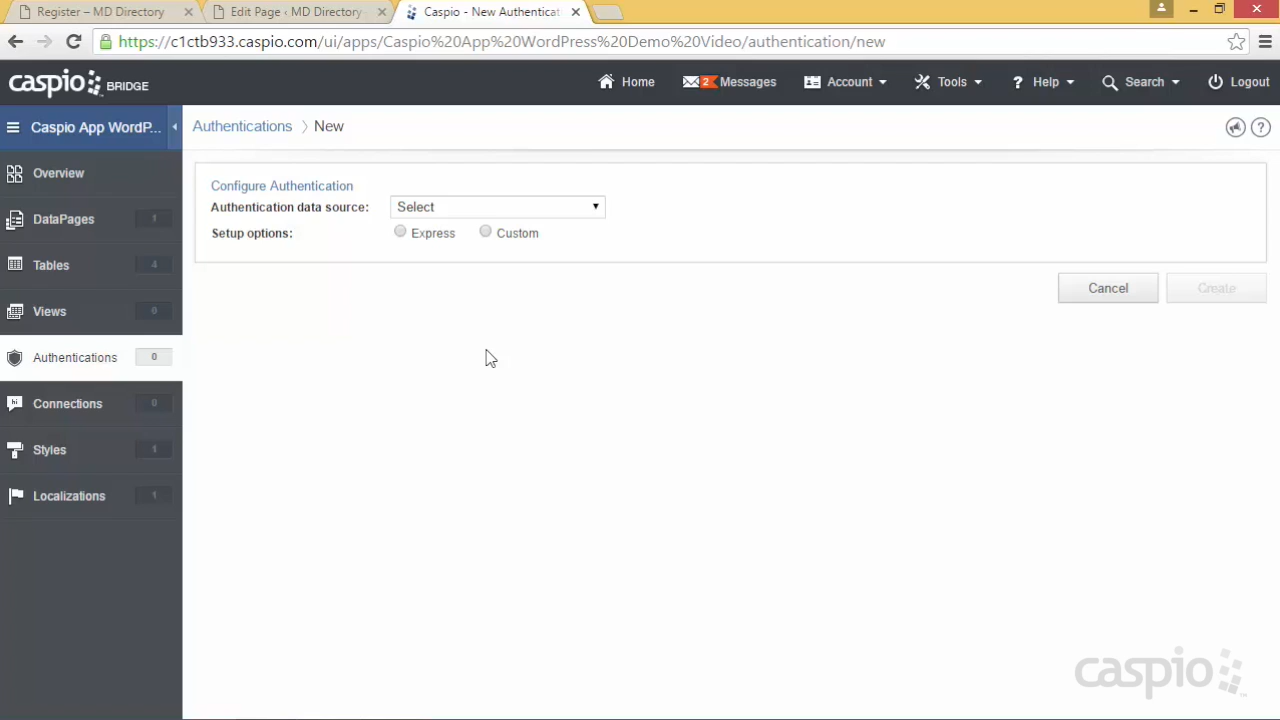 Register – MD Directory
Edit Page ‹ MD Directory
Caspio - New Authenticat
https://c1ctb933.caspio.com/ui/apps/Caspio%20App%20WordPress%20Demo%20Video/authentication/new
caspio BRIDGE
Home
2
Messages
Account
Tools
? Help
Search
Logout
Caspio App WordP...
Authentications
New
?
Configure Authentication
Authentication data source:
Select
Setup options:
Express
Custom
Cancel
Create
Overview
DataPages 1
Tables 4
Views 0
Authentications 0
hi Connections 0
Styles 1
Localizations 1
caspio